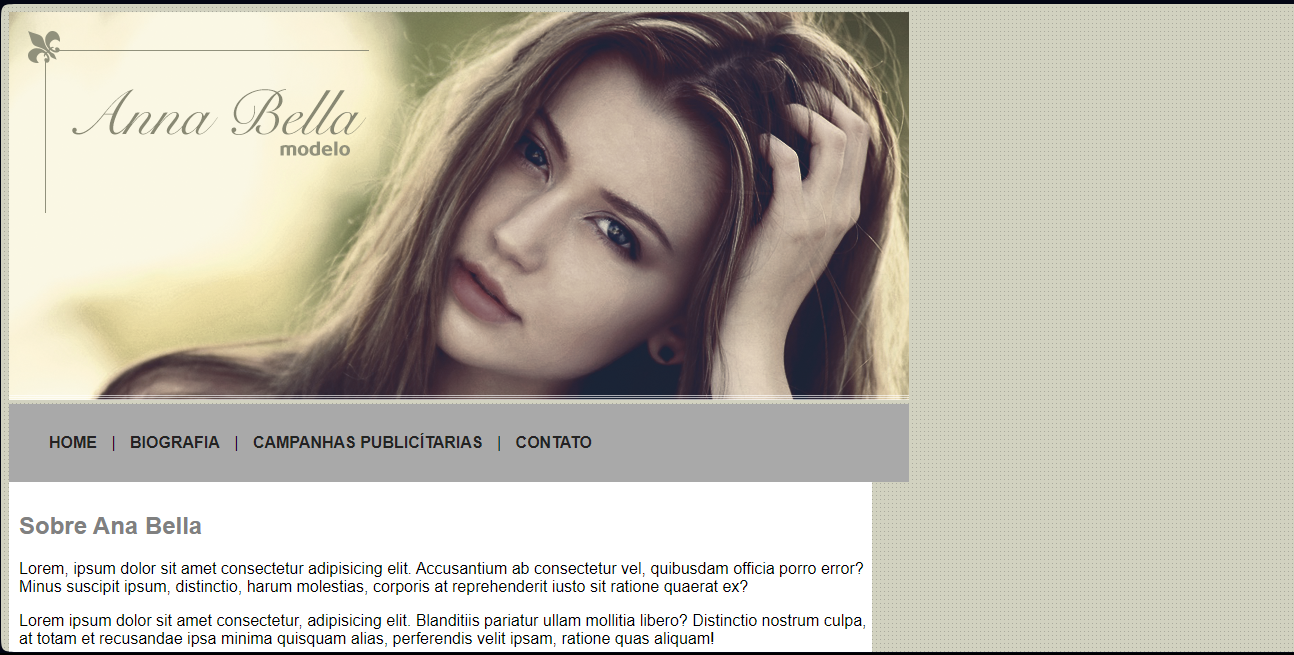 Anna Bella
modelo
HOME | BIOGRAFIA | CAMPANHAS PUBLICÍTARIAS | CONTATO
Sobre Ana Bella
Lorem, ipsum dolor sit amet consectetur adipisicing elit. Accusantium ab consectetur vel, quibusdam officia porro error?
Minus suscipit ipsum, distinctio, harum molestias, corporis at reprehenderit iusto sit ratione quaerat ex?
Lorem ipsum dolor sit amet consectetur, adipisicing elit. Blanditiis pariatur ullam mollitia libero? Distinctio nostrum culpa,
at totam et recusandae ipsa minima quisquam alias, perferendis velit ipsam, ratione quas aliquam!